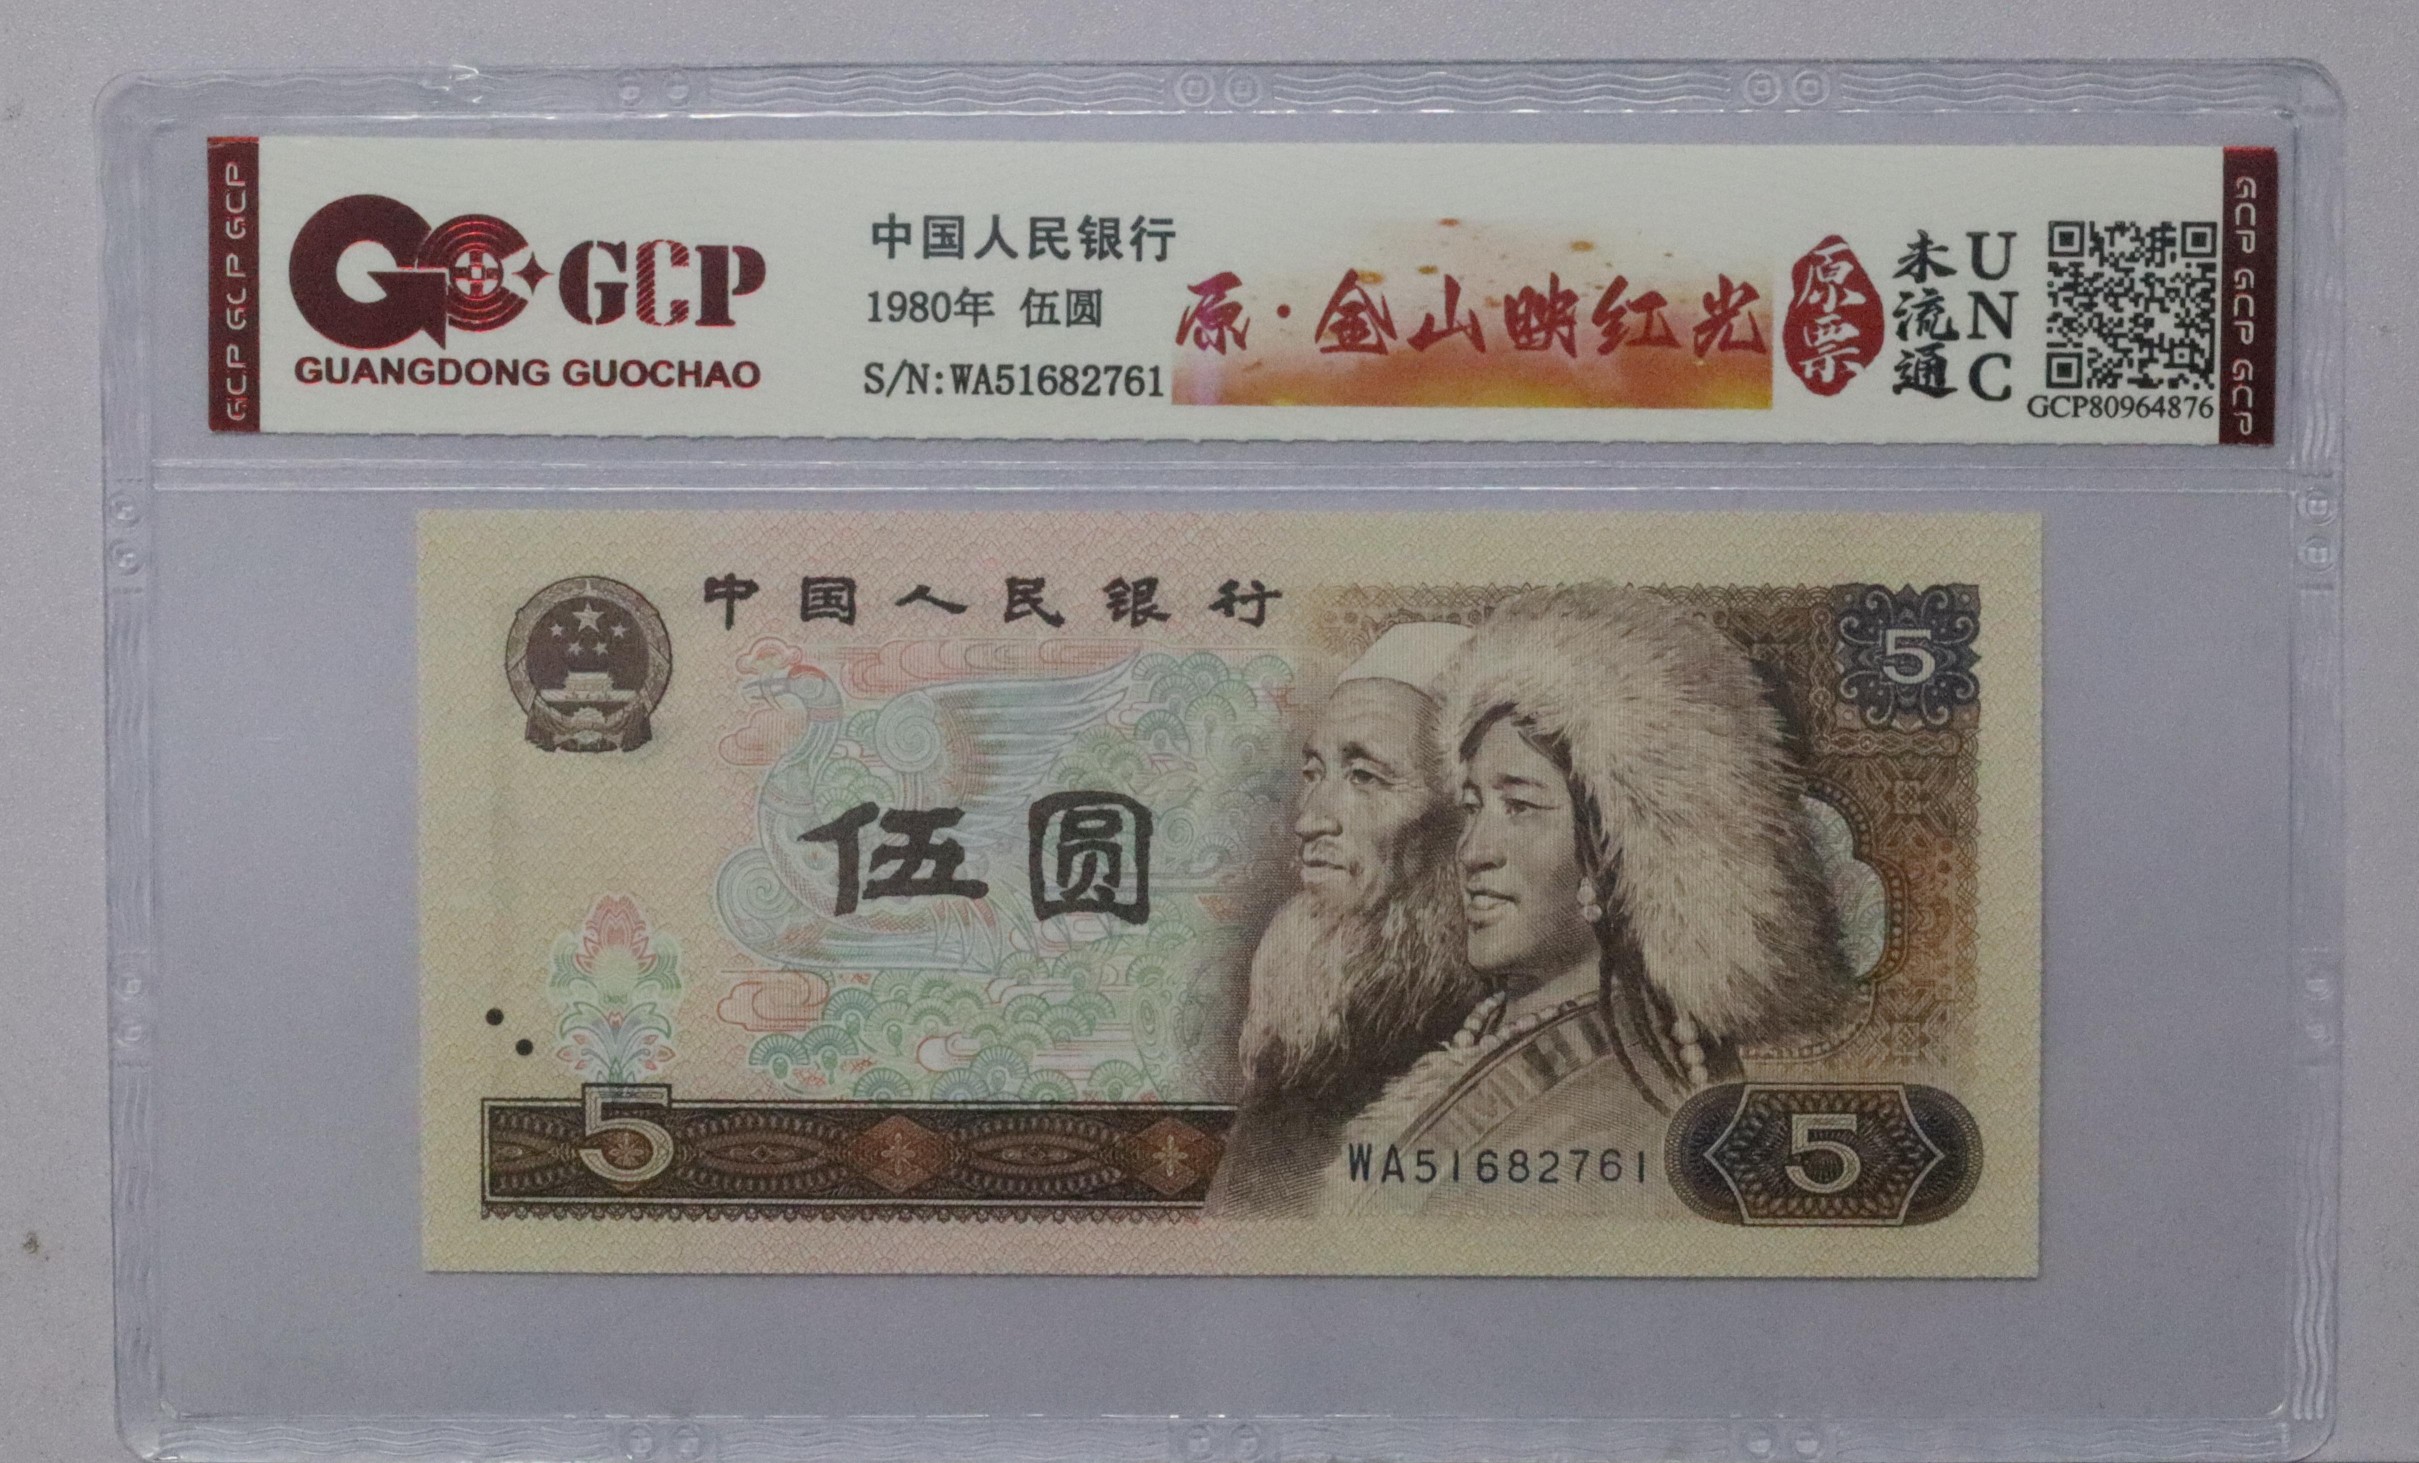 GCP GCP GCP
GCP
GUANGDONG GUOCHAO
中国人民银行
1980年 伍圆
S/N:WA51682761
原·金山映红光
原票
未流通
UNC
GCP80964876
GCP GCP GCP
中国人民银行
5
伍圆
5
WA51682761
5